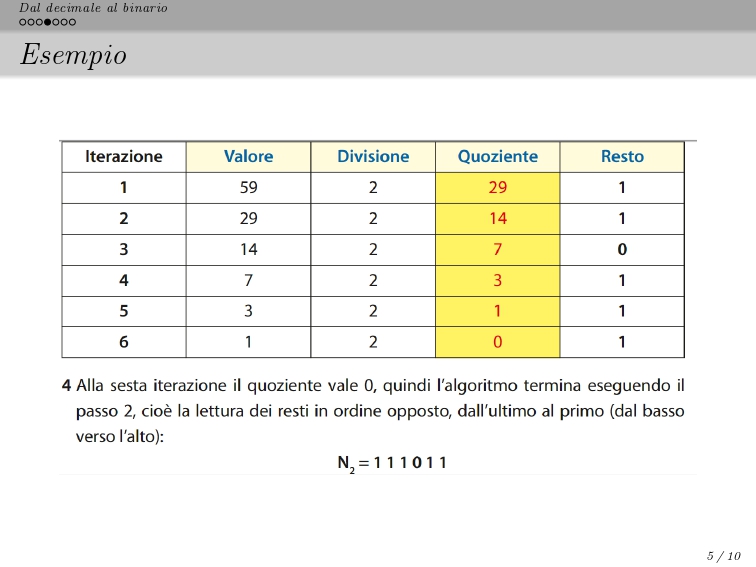 Dal decimale al binario
Esempio
Iterazione Valore Divisione Quoziente Resto
1 59 2 29 1
2 29 2 14 1
3 14 2 7 0
4 7 2 3 1
5 3 2 1 1
6 1 2 0 1
4 Alla sesta iterazione il quoziente vale 0, quindi l'algoritmo termina eseguendo il
passo 2, cioè la lettura dei resti in ordine opposto, dall'ultimo al primo (dal basso
verso l'alto):
N₂ = 1 1 1 0 1 1
5 / 10